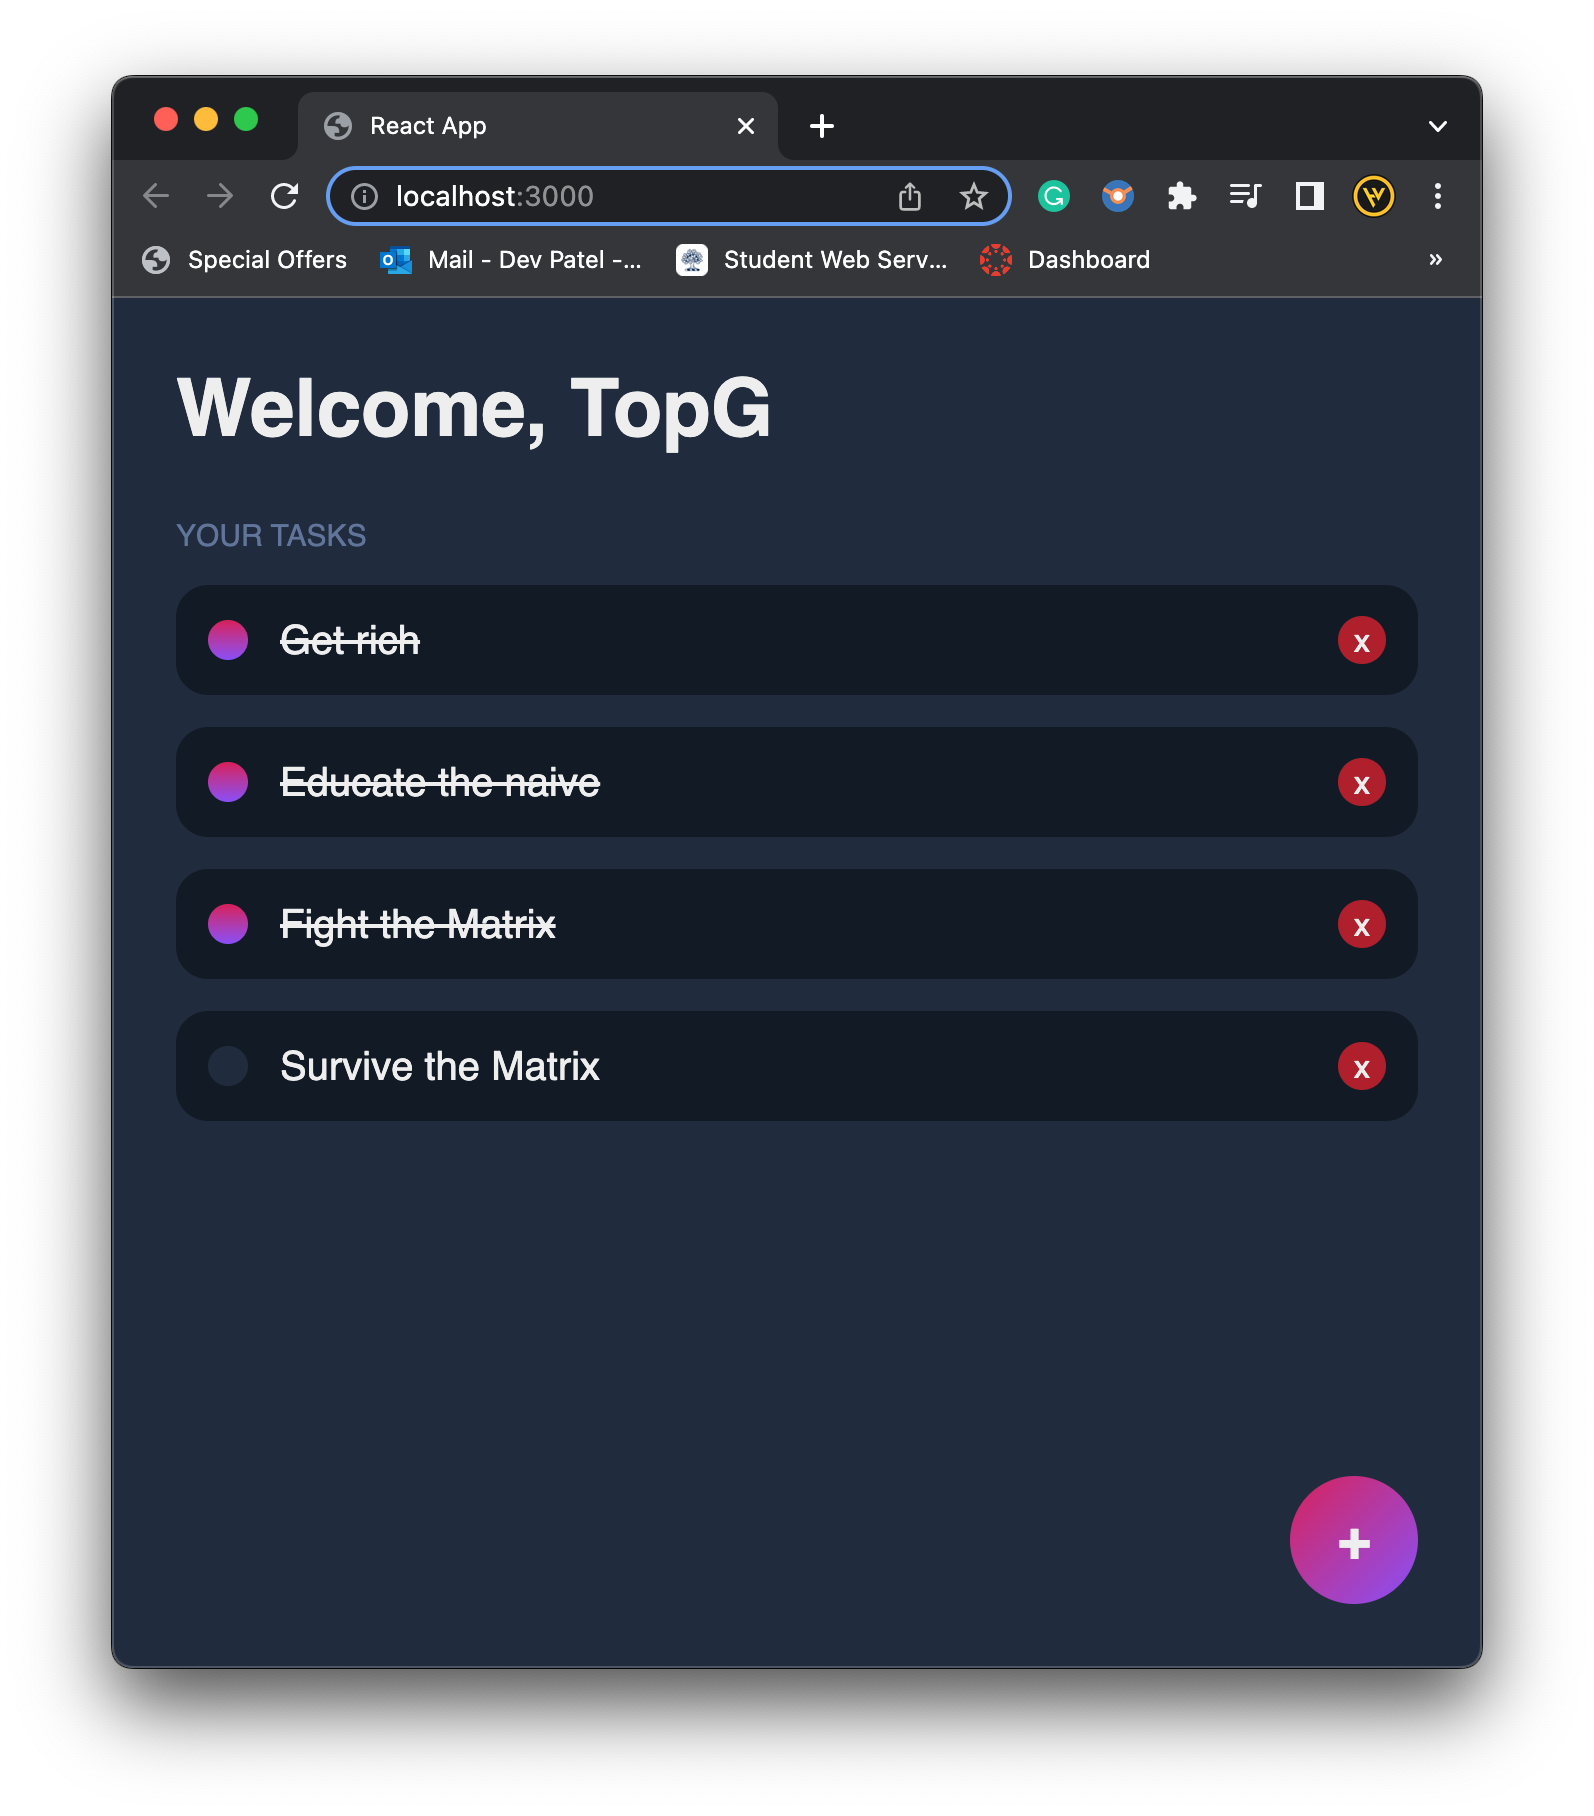 React App
localhost:3000
Special Offers Mail - Dev Patel -... Student Web Serv... Dashboard »
Welcome, TopG
YOUR TASKS
Get rich x
Educate the naive x
Fight the Matrix x
Survive the Matrix x
+